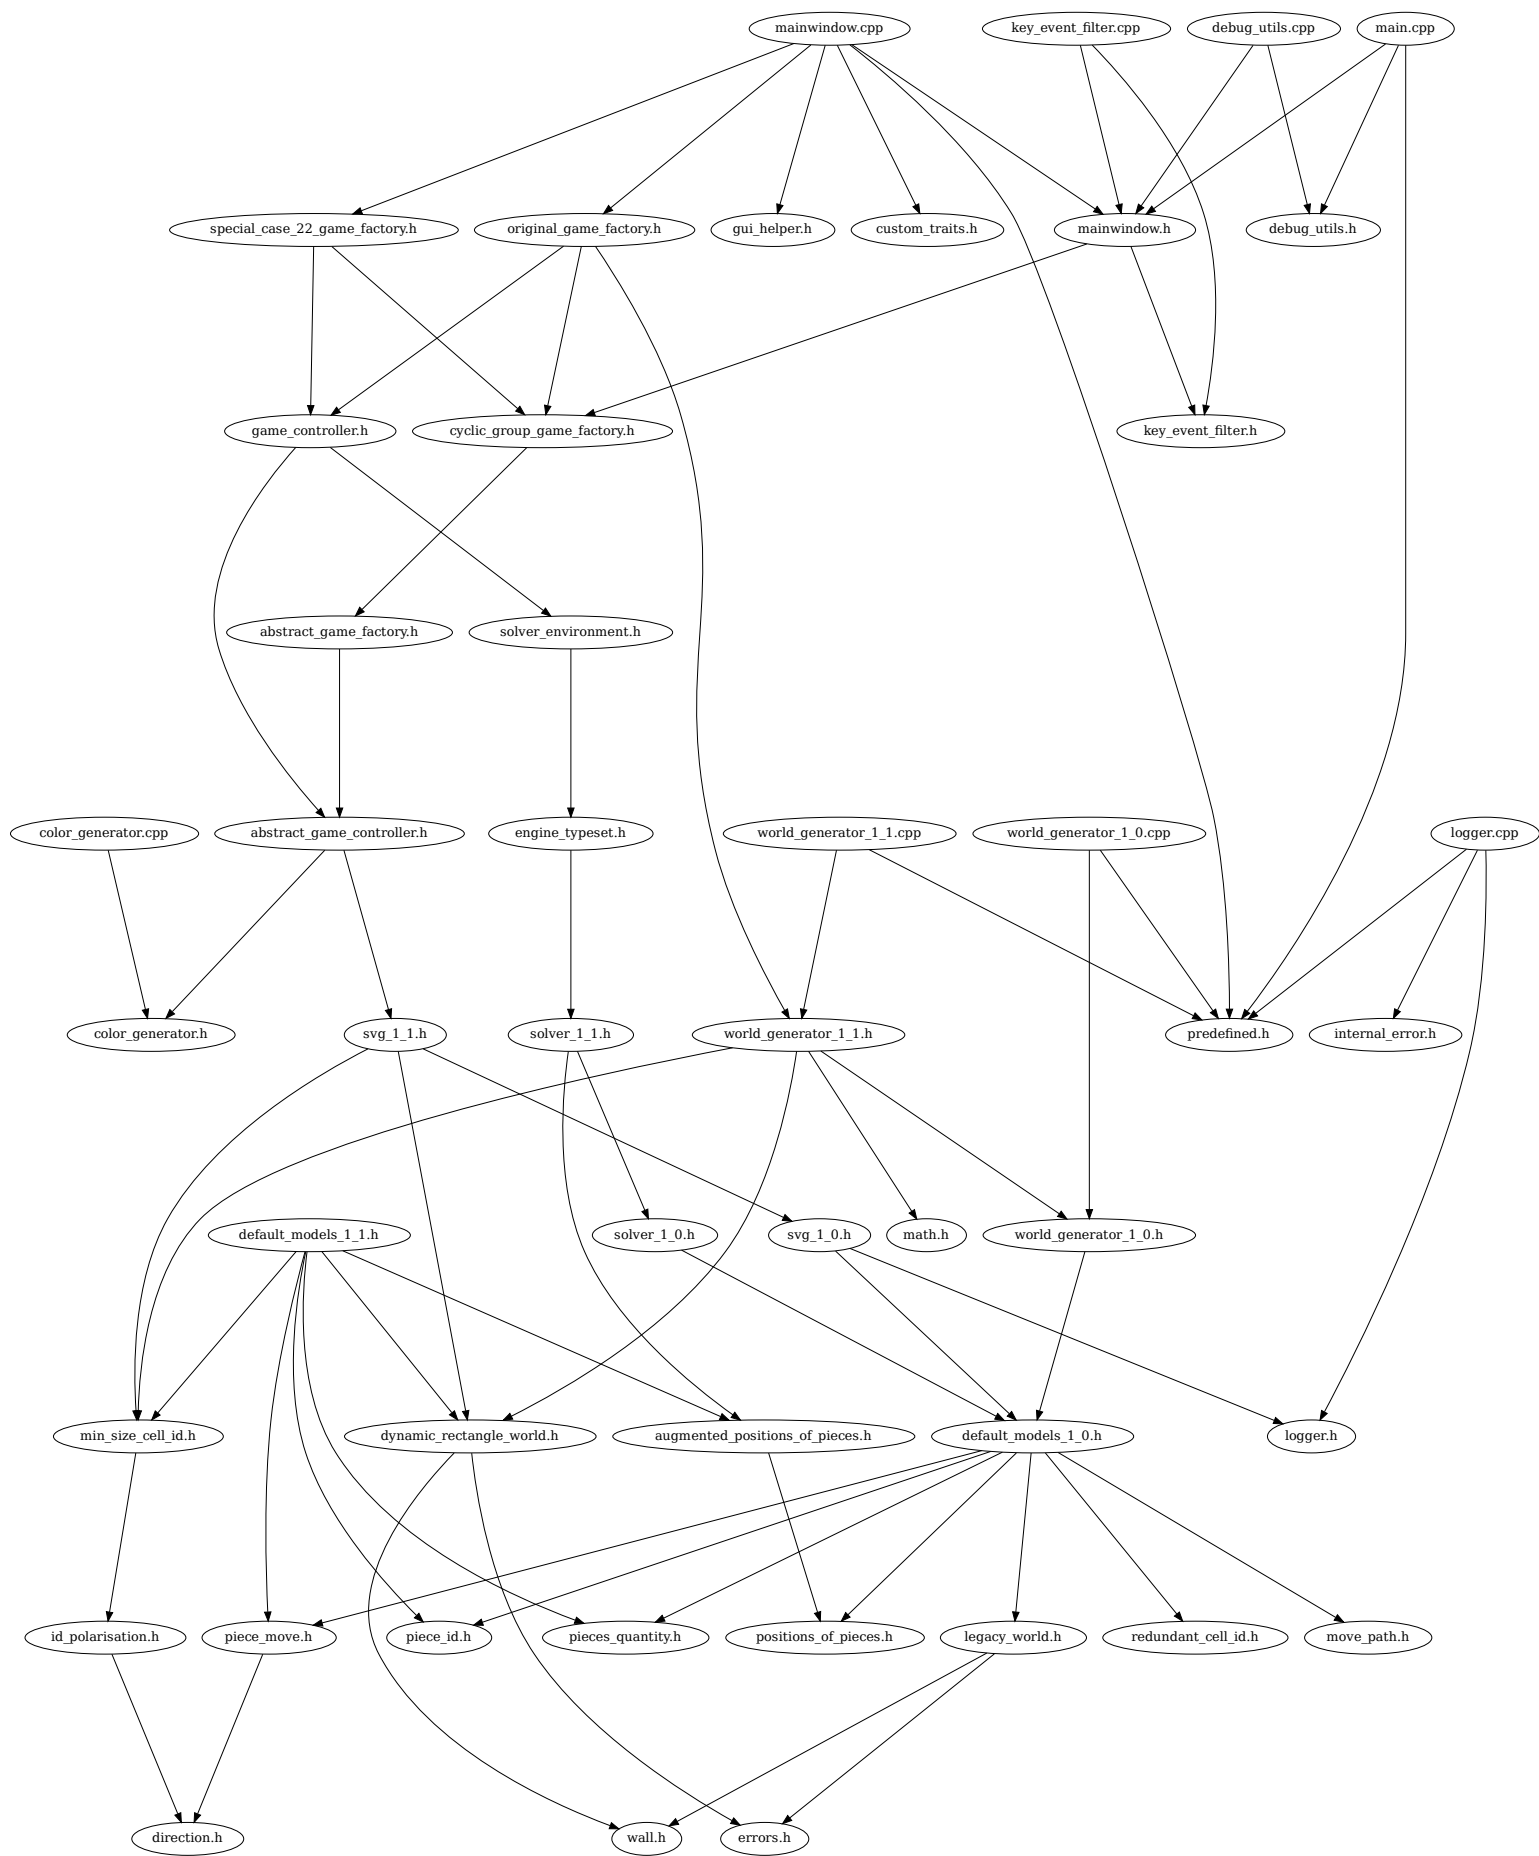 mainwindow.cpp
key_event_filter.cpp
debug_utils.cpp
main.cpp
special_case_22_game_factory.h
original_game_factory.h
gui_helper.h
custom_traits.h
mainwindow.h
debug_utils.h
game_controller.h
cyclic_group_game_factory.h
key_event_filter.h
abstract_game_factory.h
solver_environment.h
color_generator.cpp
abstract_game_controller.h
engine_typeset.h
world_generator_1_1.cpp
world_generator_1_0.cpp
logger.cpp
color_generator.h
svg_1_1.h
solver_1_1.h
world_generator_1_1.h
predefined.h
internal_error.h
default_models_1_1.h
solver_1_0.h
svg_1_0.h
math.h
world_generator_1_0.h
min_size_cell_id.h
dynamic_rectangle_world.h
augmented_positions_of_pieces.h
default_models_1_0.h
logger.h
id_polarisation.h
piece_move.h
piece_id.h
pieces_quantity.h
positions_of_pieces.h
legacy_world.h
redundant_cell_id.h
move_path.h
direction.h
wall.h
errors.h